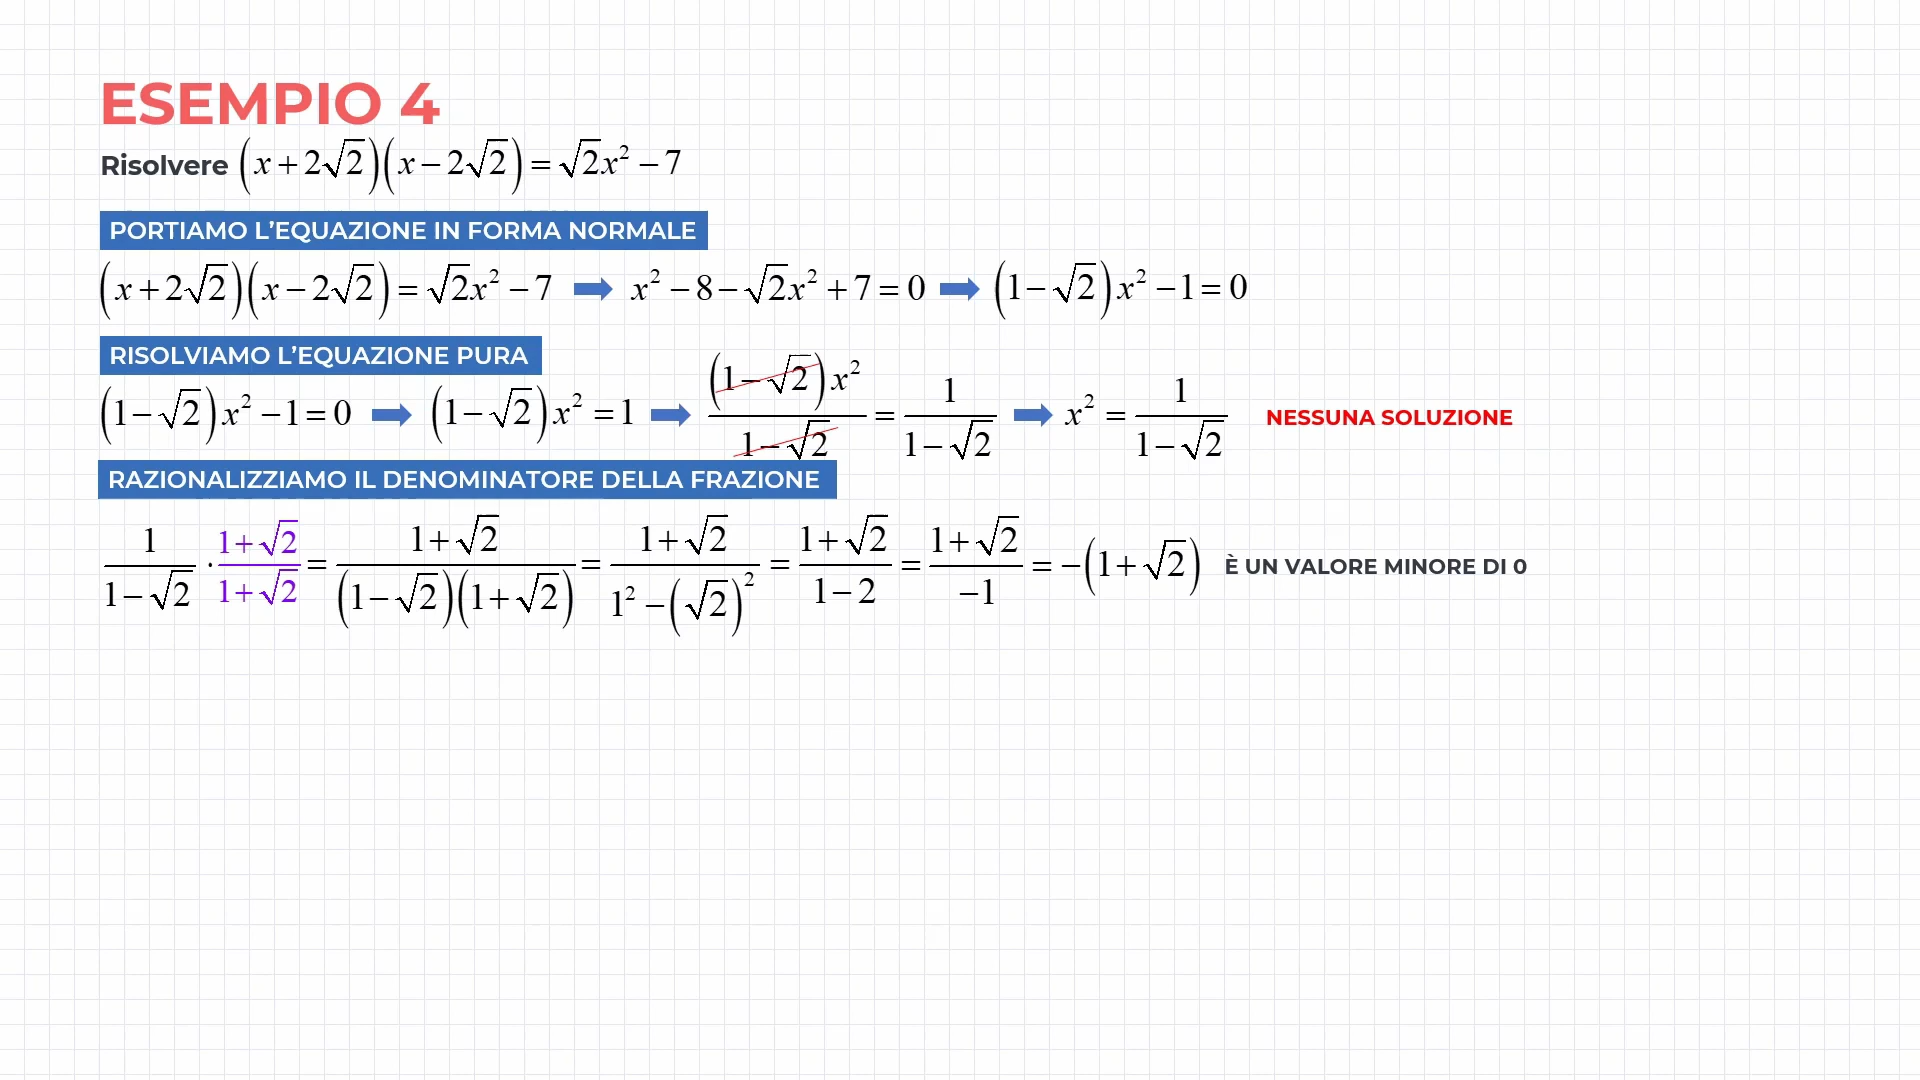 ESEMPIO 4
Risolvere (x + 2√2)(x − 2√2) = √2x² − 7
PORTIAMO L’EQUAZIONE IN FORMA NORMALE
(x + 2√2)(x − 2√2) = √2x² − 7 ➡ x² − 8 − √2x² + 7 = 0 ➡ (1 − √2)x² − 1 = 0
RISOLVIAMO L’EQUAZIONE PURA
(1 − √2)x² − 1 = 0 ➡ (1 − √2)x² = 1 ➡ (1 − √2)x² / 1 − √2 = 1 / 1 − √2 ➡ x² = 1 / 1 − √2 NESSUNA SOLUZIONE
RAZIONALIZZIAMO IL DENOMINATORE DELLA FRAZIONE
1 / 1 − √2 · 1 + √2 / 1 + √2 = 1 + √2 / (1 − √2)(1 + √2) = 1 + √2 / 1² − (√2)² = 1 + √2 / 1 − 2 = 1 + √2 / −1 = −(1 + √2) È UN VALORE MINORE DI 0